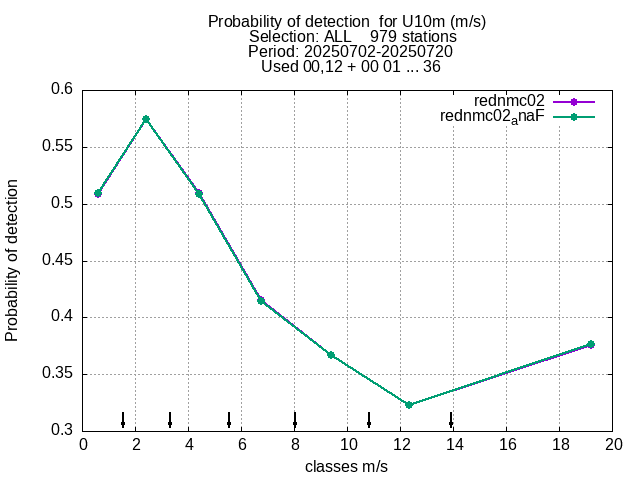 Probability of detection  for U10m (m/s)
Selection: ALL    979 stations
Period: 20250702-20250720
Used 00,12 + 00 01 ... 36
rednmc02
rednmc02anaF
0.6
0.55
0.5
0.45
0.4
0.35
0.3
Probability of detection
0 2 4 6 8 10 12 14 16 18 20
classes m/s